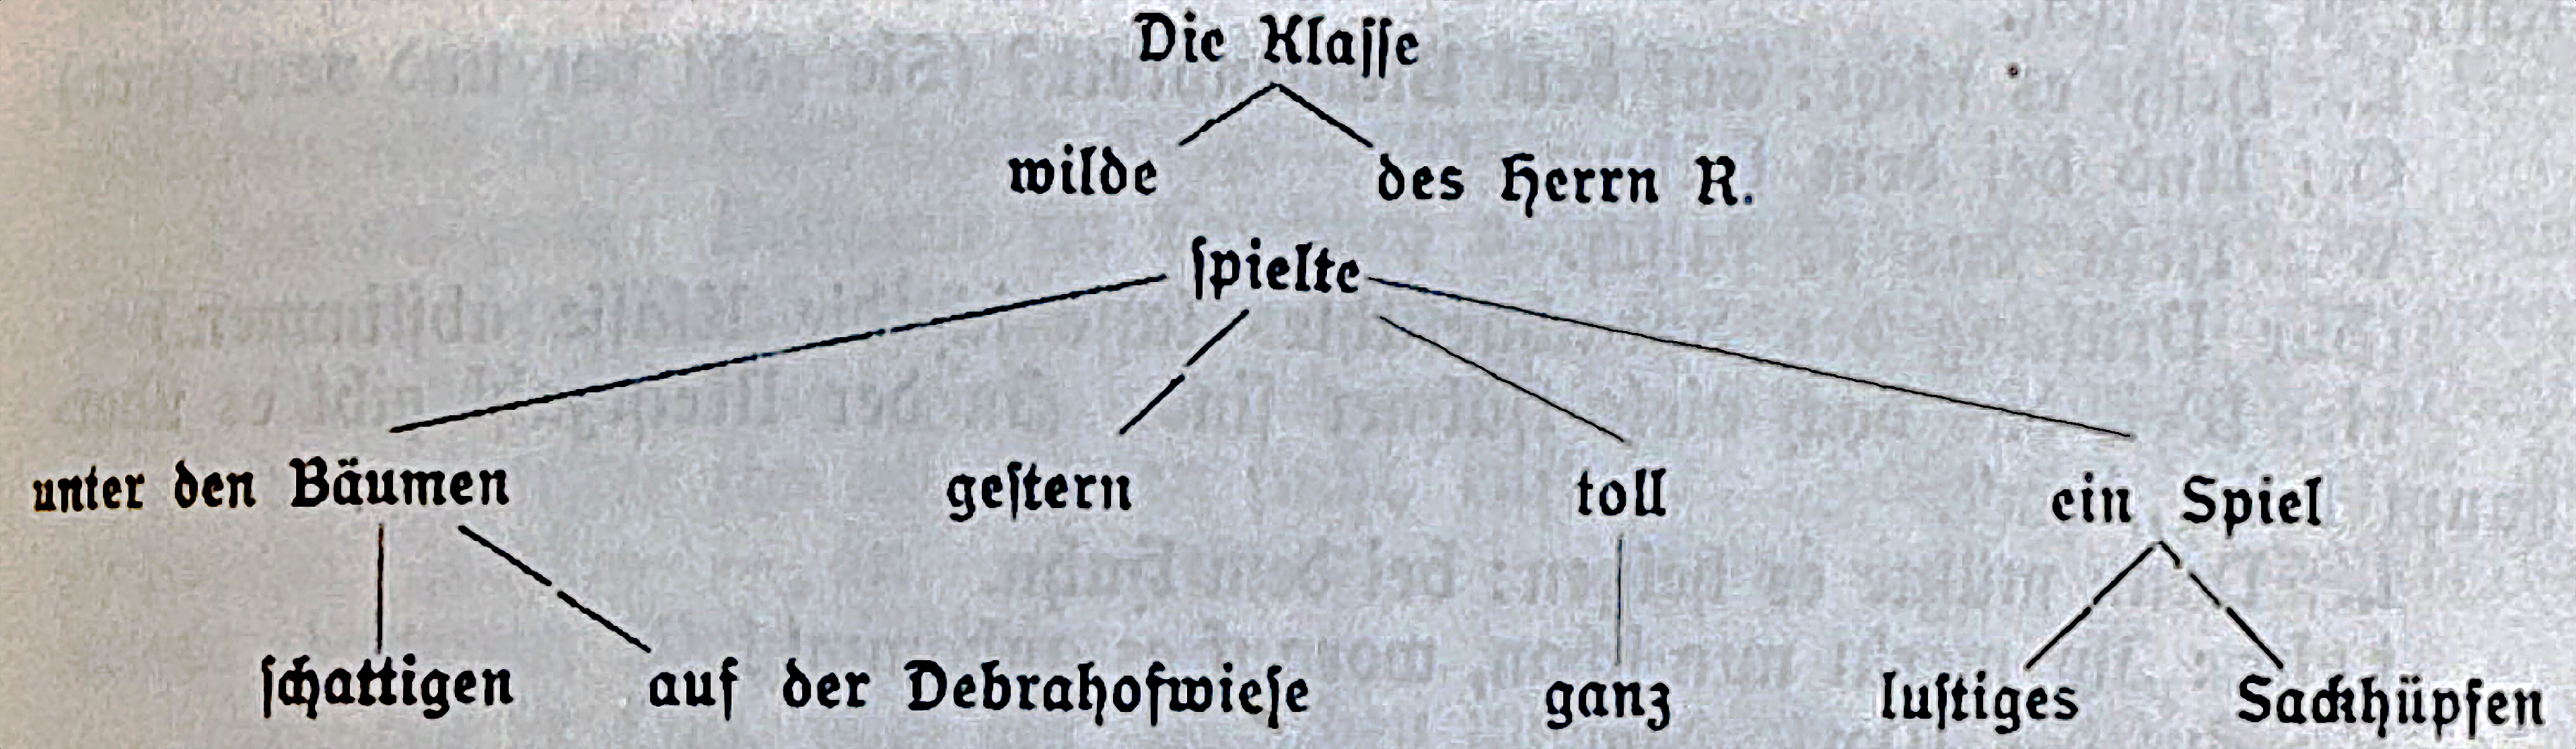 Die Klaſſe
wilde des Herrn R.
ſpielte
unter den Bäumen geſtern toll ein Spiel
ſchattigen auf der Debrahofwieſe ganz luſtiges Sackhüpfen